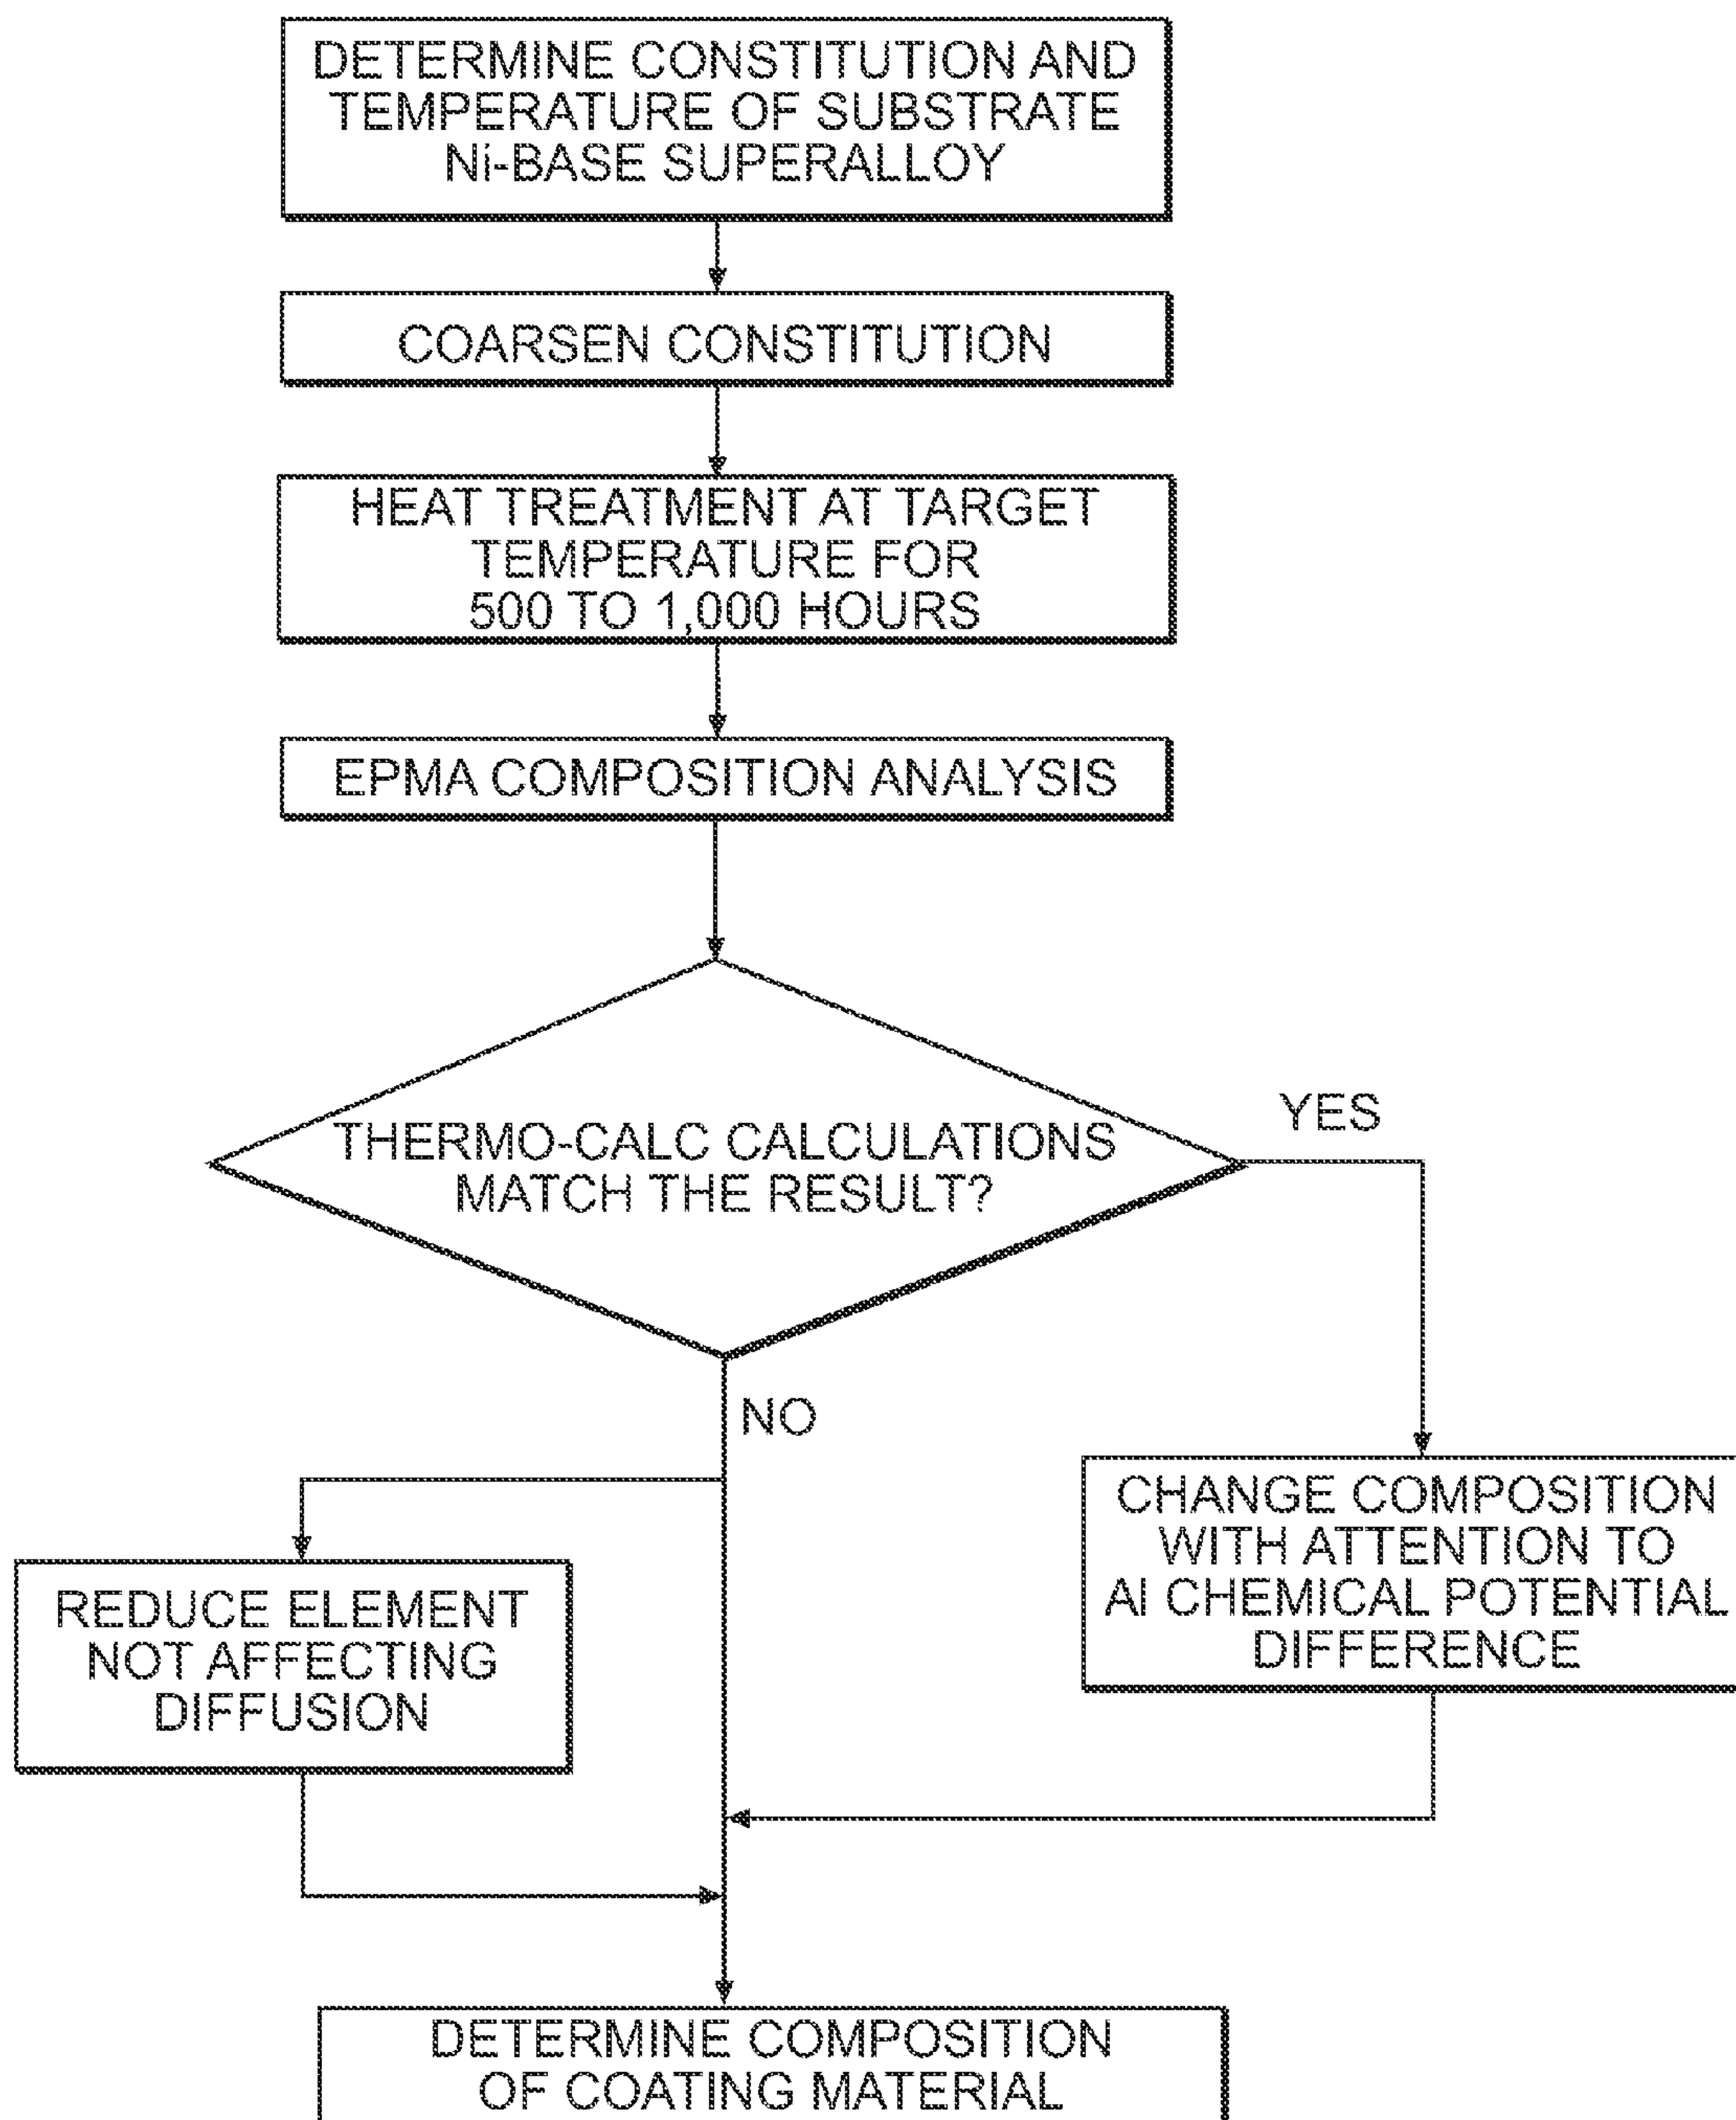 DETERMINE CONSTITUTION AND
TEMPERATURE OF SUBSTRATE
Ni-BASE SUPERALLOY
COARSEN CONSTITUTION
HEAT TREATMENT AT TARGET
TEMPERATURE FOR
500 TO 1,000 HOURS
EPMA COMPOSITION ANALYSIS
THERMO-CALC CALCULATIONS
MATCH THE RESULT?
YES
NO
CHANGE COMPOSITION
WITH ATTENTION TO
Al CHEMICAL POTENTIAL
DIFFERENCE
REDUCE ELEMENT
NOT AFFECTING
DIFFUSION
DETERMINE COMPOSITION
OF COATING MATERIAL